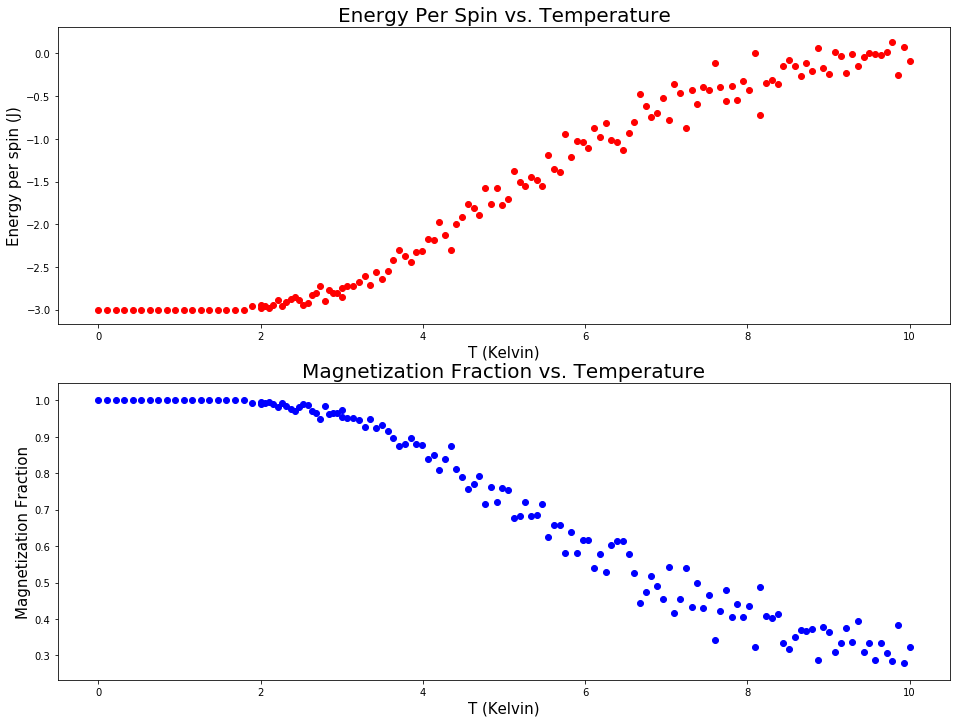 Energy Per Spin vs. Temperature
Energy per spin (J)
0.0
−0.5
−1.0
−1.5
−2.0
−2.5
−3.0
0 2 4 6 8 10
T (Kelvin)
Magnetization Fraction vs. Temperature
Magnetization Fraction
1.0
0.9
0.8
0.7
0.6
0.5
0.4
0.3
0 2 4 6 8 10
T (Kelvin)